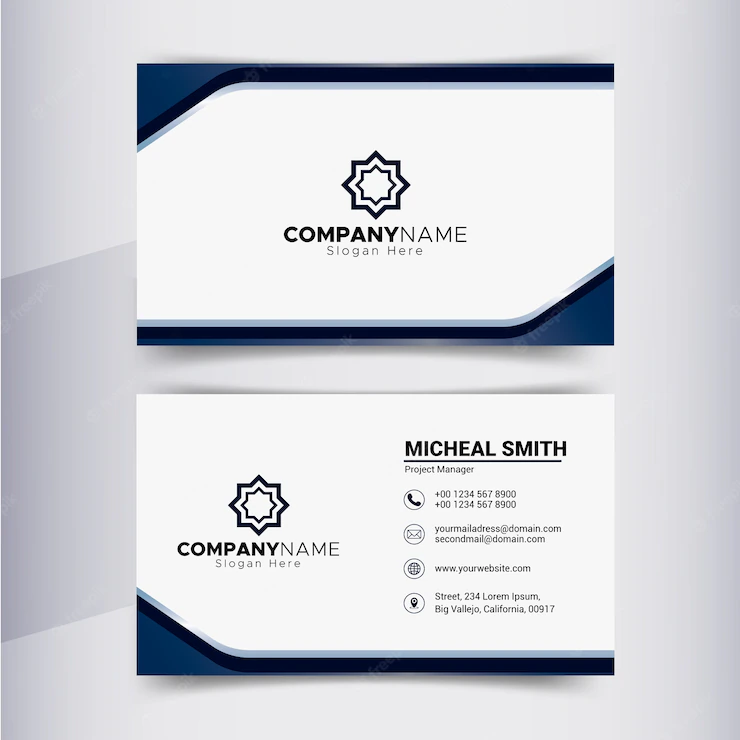 COMPANYNAME
Slogan Here
MICHEAL SMITH
Project Manager
+00 1234 567 8900
+00 1234 567 8900
yourmailadress@domain.com
secondmail@domain.com
COMPANYNAME
Slogan Here
www.yourwebsite.com
Street, 234 Lorem Ipsum,
Big Vallejo, California, 00917